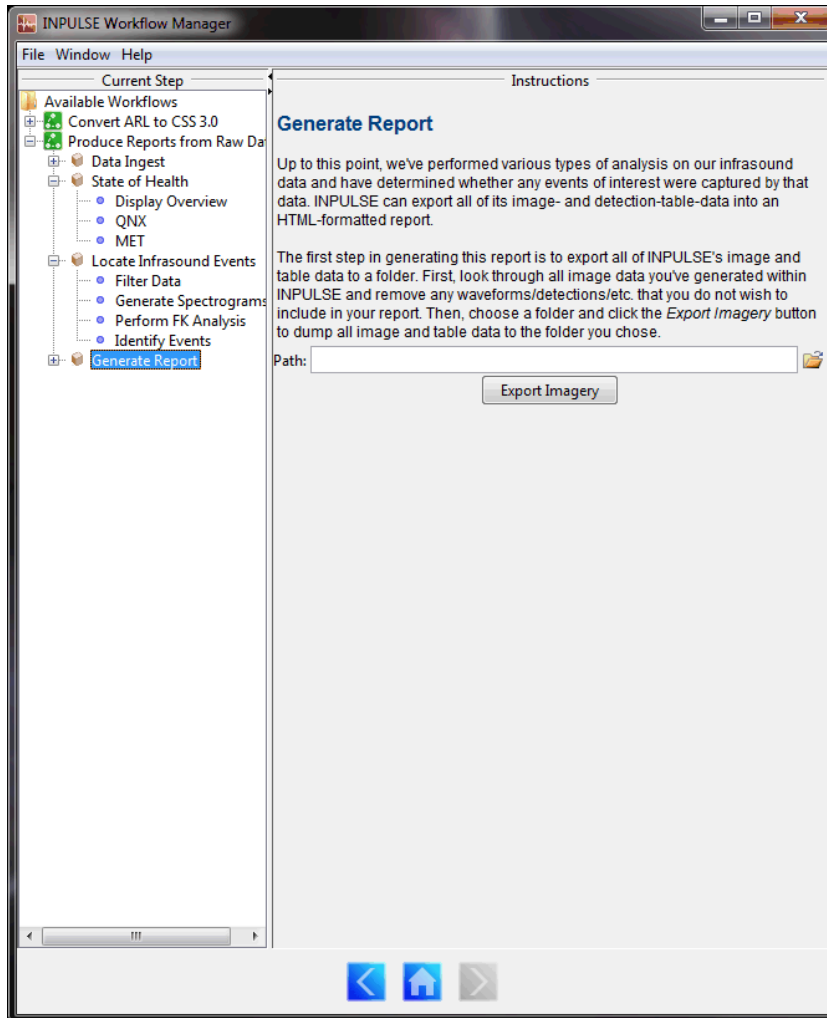 INPULSE Workflow Manager
File Window Help
Current Step
Available Workflows
Convert ARL to CSS 3.0
Produce Reports from Raw Da
Data Ingest
State of Health
Display Overview
QNX
MET
Locate Infrasound Events
Filter Data
Generate Spectrograms
Perform FK Analysis
Identify Events
Generate Report
Instructions
Generate Report
Up to this point, we've performed various types of analysis on our infrasound
data and have determined whether any events of interest were captured by that
data. INPULSE can export all of its image- and detection-table-data into an
HTML-formatted report.
The first step in generating this report is to export all of INPULSE's image and
table data to a folder. First, look through all image data you've generated within
INPULSE and remove any waveforms/detections/etc. that you do not wish to
include in your report. Then, choose a folder and click the Export Imagery button
to dump all image and table data to the folder you chose.
Path:
Export Imagery